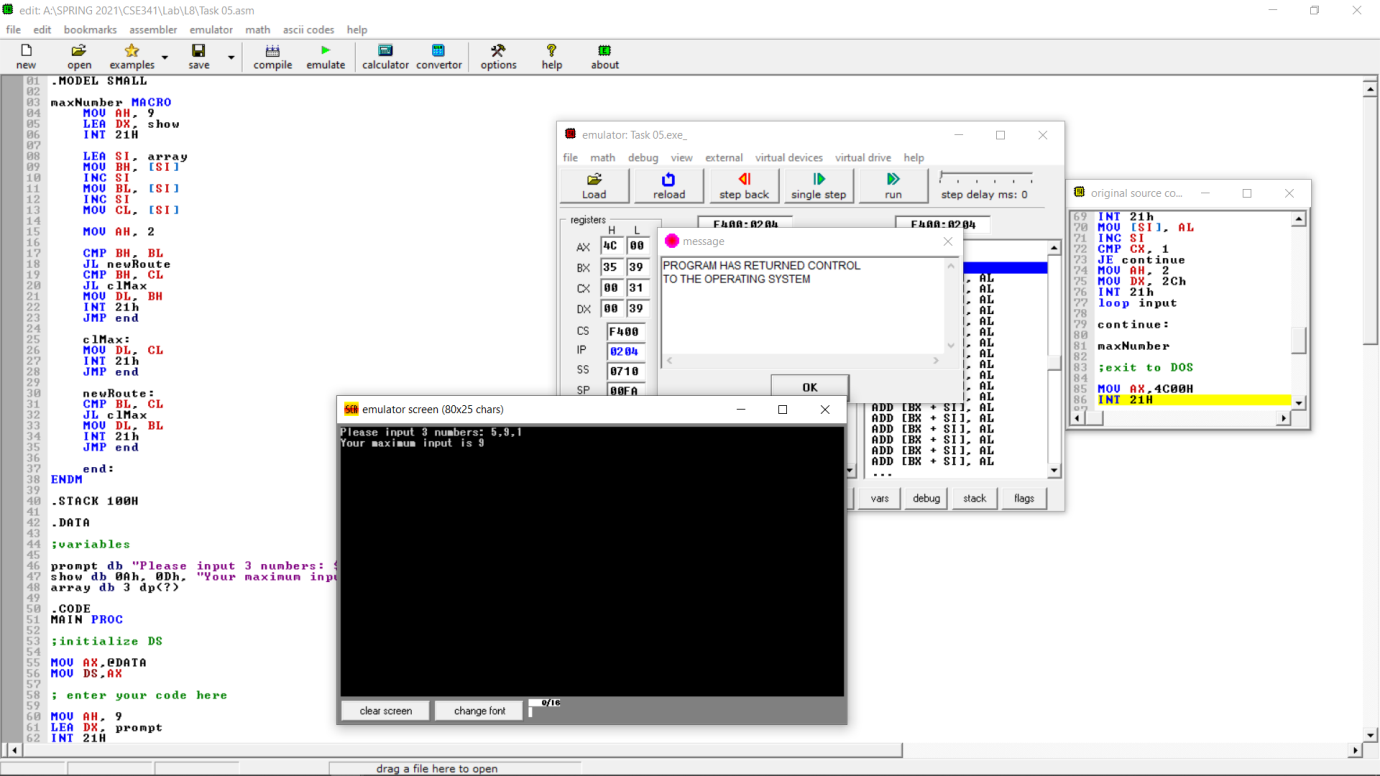 edit: A:\SPRING 2021\CSE341\Lab\L8\Task 05.asm
file edit bookmarks assembler emulator math ascii codes help
new open examples save compile emulate calculator convertor options help about
01 .MODEL SMALL
02
03 maxNumber MACRO
04 MOV AH, 9
05 LEA DX, show
06 INT 21H
07
08 LEA SI, array
09 MOV BH, [SI]
10 INC SI
11 MOV BL, [SI]
12 INC SI
13 MOV CL, [SI]
14
15 MOV AH, 2
16
17 CMP BH, BL
18 JL newRoute
19 CMP BH, CL
20 JL clMax
21 MOV DL, BH
22 INT 21h
23 JMP end
24
25 clMax:
26 MOV DL, CL
27 INT 21h
28 JMP end
29
30 newRoute:
31 CMP BL, CL
32 JL clMax
33 MOV DL, BL
34 INT 21h
35 JMP end
36
37 end:
38 ENDM
39
40 .STACK 100H
41
42 .DATA
43
44 ;variables
45
46 prompt db "Please input 3 numbers: $
47 show db 0Ah, 0Dh, "Your maximum inpu
48 array db 3 dp(?)
49
50 .CODE
51 MAIN PROC
52
53 ;initialize DS
54
55 MOV AX,@DATA
56 MOV DS,AX
57
58 ; enter your code here
59
60 MOV AH, 9
61 LEA DX, prompt
62 INT 21H
drag a file here to open
emulator: Task 05.exe_
file math debug view external virtual devices virtual drive help
Load reload step back single step run step delay ms: 0
registers
H L
F400:0204 F400:0204
AX 4C 00
BX 35 39
CX 00 31
DX 00 39
CS F400
IP 0204
SS 0710
SP 00FA
, AL
, AL
, AL
, AL
, AL
, AL
, AL
, AL
, AL
, AL
, AL
, AL
ADD [BX + SI], AL
ADD [BX + SI], AL
ADD [BX + SI], AL
ADD [BX + SI], AL
ADD [BX + SI], AL
ADD [BX + SI], AL
...
vars debug stack flags
message
PROGRAM HAS RETURNED CONTROL
TO THE OPERATING SYSTEM
OK
emulator screen (80x25 chars)
Please input 3 numbers: 5,9,1
Your maximum input is 9
clear screen change font 0/16
original source co...
69 INT 21h
70 MOV [SI], AL
71 INC SI
72 CMP CX, 1
73 JE continue
74 MOV AH, 2
75 MOV DX, 2Ch
76 INT 21h
77 loop input
78
79 continue:
80
81 maxNumber
82
83 ;exit to DOS
84
85 MOV AX,4C00H
86 INT 21H